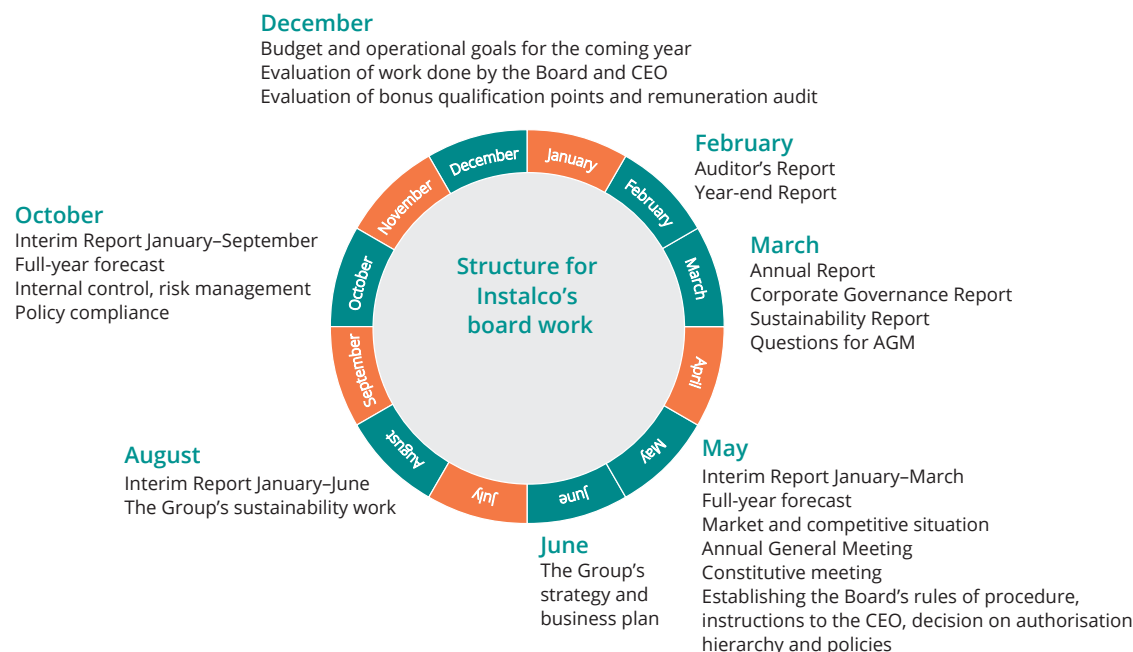 December
Budget and operational goals for the coming year
Evaluation of work done by the Board and CEO
Evaluation of bonus qualification points and remuneration audit
February
Auditor’s Report
Year-end Report
March
Annual Report
Corporate Governance Report
Sustainability Report
Questions for AGM
May
Interim Report January–March
Full-year forecast
Market and competitive situation
Annual General Meeting
Constitutive meeting
Establishing the Board’s rules of procedure,
instructions to the CEO, decision on authorisation
hierarchy and policies
June
The Group’s
strategy and
business plan
August
Interim Report January–June
The Group’s sustainability work
October
Interim Report January–September
Full-year forecast
Internal control, risk management
Policy compliance
January
February
March
April
May
June
July
August
September
October
November
December
Structure for
Instalco’s
board work